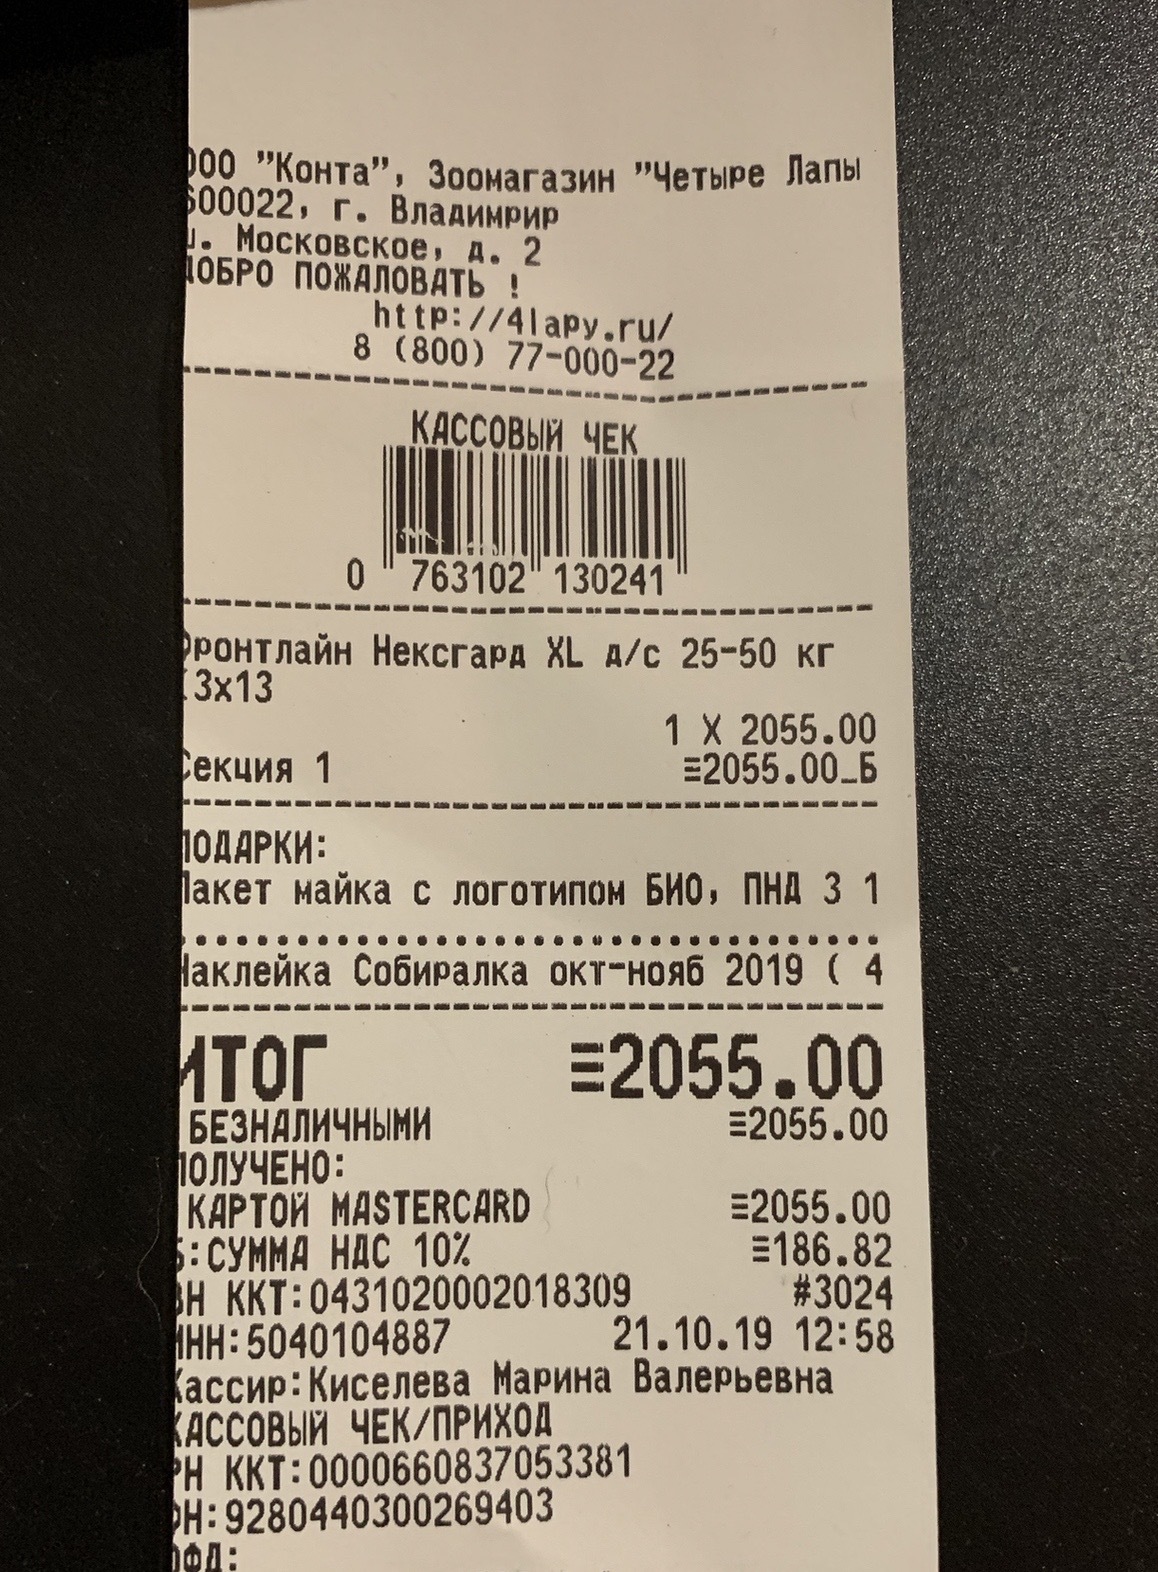 ООО "Конта", Зоомагазин "Четыре Лапы
600022, г. Владимрир
ш. Московское, д. 2
ДОБРО ПОЖАЛОВАТЬ !
http://4lapy.ru/
8 (800) 77-000-22
КАССОВЫЙ ЧЕК
0 763102 130241
Фронтлайн Нексгард XL д/с 25-50 кг
(3x13
1 X 2055.00
Секция 1 ≡2055.00_Б
ПОДАРКИ:
Пакет майка с логотипом БИО, ПНД 3 1
Наклейка Собиралка окт-нояб 2019 ( 4
ИТОГ ≡2055.00
БЕЗНАЛИЧНЫМИ ≡2055.00
ПОЛУЧЕНО:
КАРТОЙ MASTERCARD ≡2055.00
Б:СУММА НДС 10% ≡186.82
ЗН ККТ:0431020002018309 #3024
ИНН:5040104887 21.10.19 12:58
Кассир:Киселева Марина Валерьевна
КАССОВЫЙ ЧЕК/ПРИХОД
РН ККТ:0000660837053381
ФН:9280440300269403
ОФД: